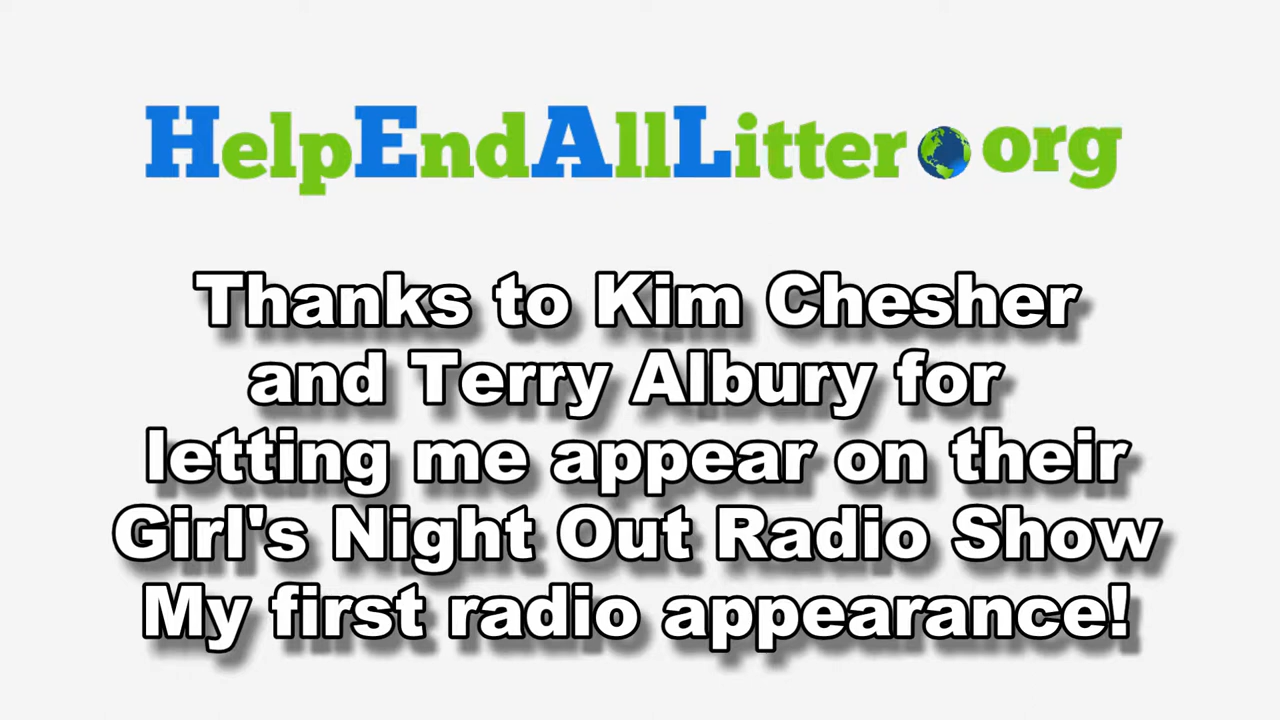 HelpEndAllLitter.org
Thanks to Kim Chesher
and Terry Albury for
letting me appear on their
Girl's Night Out Radio Show
My first radio appearance!